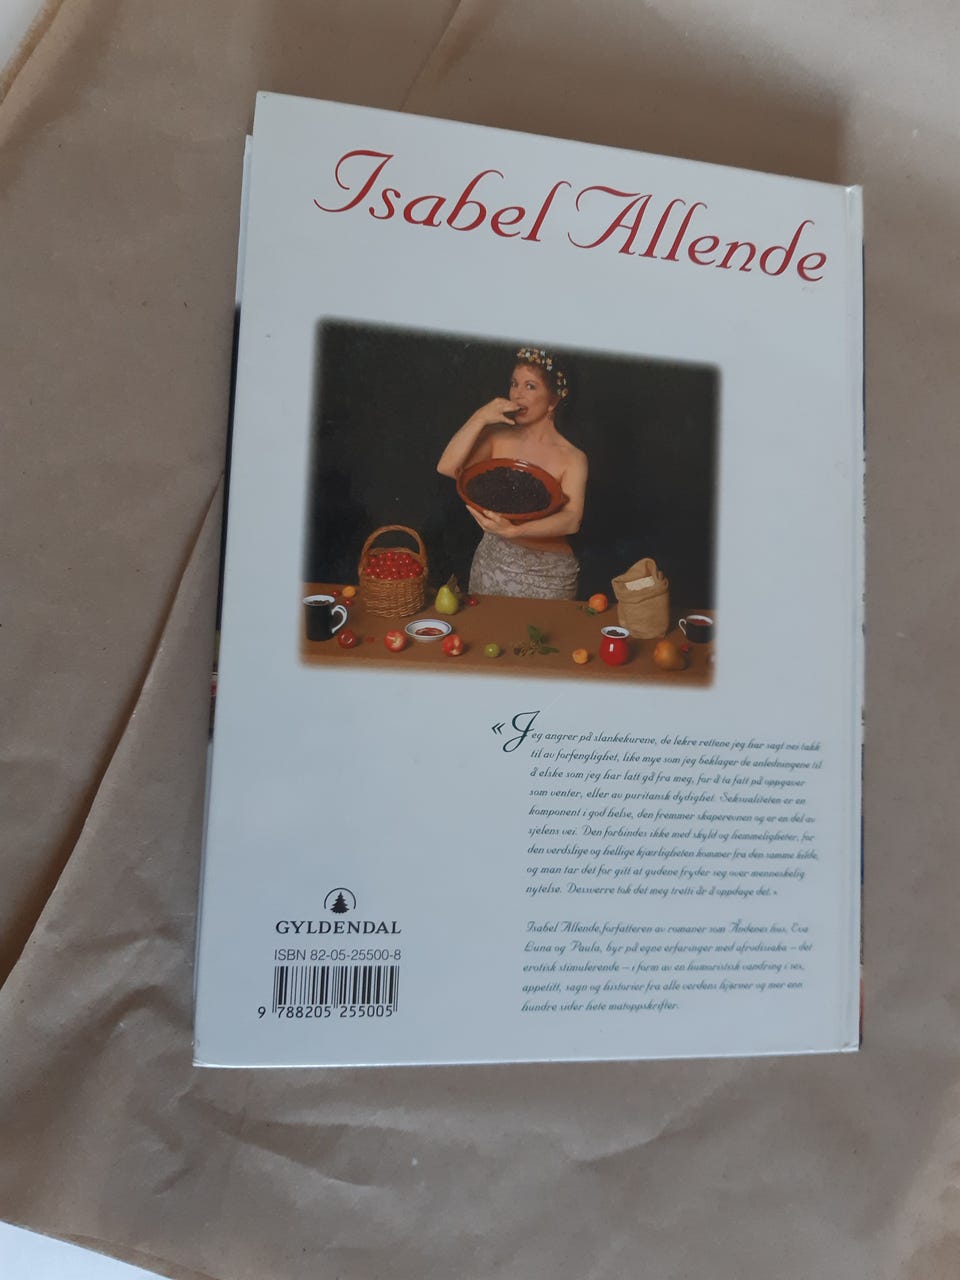 Isabel Allende
« Jeg angrer på slankekurene, de lekre rettene jeg har sagt nei takk
til av forfengelighet, like mye som jeg beklager de anledningene til
å elske som jeg har latt gå fra meg, for å ta fatt på oppgaver
som venter, eller av puritansk dydighet. Seksualiteten er en
komponent i god helse, den fremmer skaperevnen og er en del av
sjelens vei. Den forbindes ikke med skyld og hemmeligheter, for
den verdslige og hellige kjærligheten kommer fra den samme kilde,
og man tar det for gitt at gudene fryder seg over menneskelig
nytelse. Dessverre tok det meg tretti år å oppdage det. »
Isabel Allende, forfatteren av romaner som Åndenes hus, Eva
Luna og Paula, byr på egne erfaringer med afrodisiaka – det
erotisk stimulerende – i form av en humoristisk vandring i sex,
appetitt, sagn og historier fra alle verdens hjørner og mer enn
hundre sider hete matoppskrifter.
GYLDENDAL
ISBN 82-05-25500-8
9 788205 255005